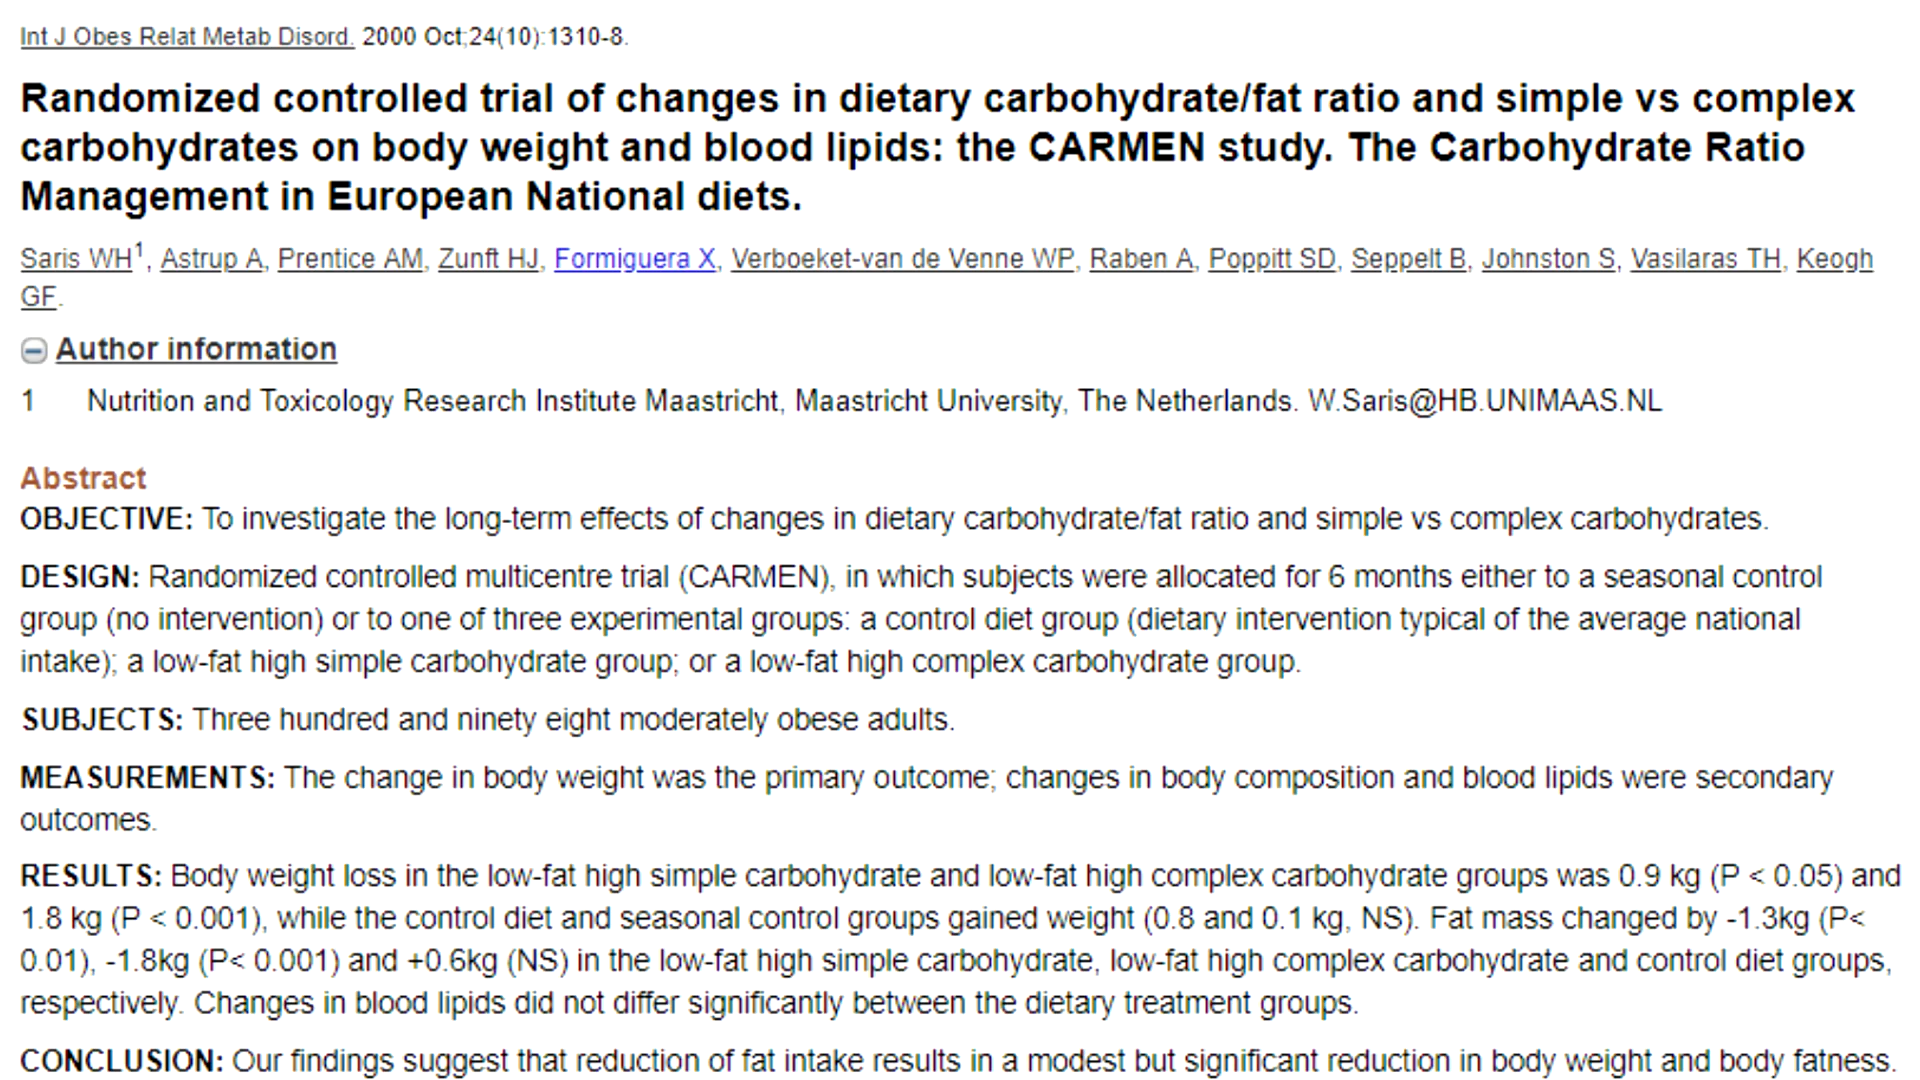 Int J Obes Relat Metab Disord. 2000 Oct;24(10):1310-8.
Randomized controlled trial of changes in dietary carbohydrate/fat ratio and simple vs complex
carbohydrates on body weight and blood lipids: the CARMEN study. The Carbohydrate Ratio
Management in European National diets.
Saris WH1, Astrup A, Prentice AM, Zunft HJ, Formiguera X, Verboeket-van de Venne WP, Raben A, Poppitt SD, Seppelt B, Johnston S, Vasilaras TH, Keogh
GF.
Author information
1 Nutrition and Toxicology Research Institute Maastricht, Maastricht University, The Netherlands. W.Saris@HB.UNIMAAS.NL
Abstract
OBJECTIVE: To investigate the long-term effects of changes in dietary carbohydrate/fat ratio and simple vs complex carbohydrates.
DESIGN: Randomized controlled multicentre trial (CARMEN), in which subjects were allocated for 6 months either to a seasonal control
group (no intervention) or to one of three experimental groups: a control diet group (dietary intervention typical of the average national
intake); a low-fat high simple carbohydrate group; or a low-fat high complex carbohydrate group.
SUBJECTS: Three hundred and ninety eight moderately obese adults.
MEASUREMENTS: The change in body weight was the primary outcome; changes in body composition and blood lipids were secondary
outcomes.
RESULTS: Body weight loss in the low-fat high simple carbohydrate and low-fat high complex carbohydrate groups was 0.9 kg (P < 0.05) and
1.8 kg (P < 0.001), while the control diet and seasonal control groups gained weight (0.8 and 0.1 kg, NS). Fat mass changed by -1.3kg (P<
0.01), -1.8kg (P< 0.001) and +0.6kg (NS) in the low-fat high simple carbohydrate, low-fat high complex carbohydrate and control diet groups,
respectively. Changes in blood lipids did not differ significantly between the dietary treatment groups.
CONCLUSION: Our findings suggest that reduction of fat intake results in a modest but significant reduction in body weight and body fatness.